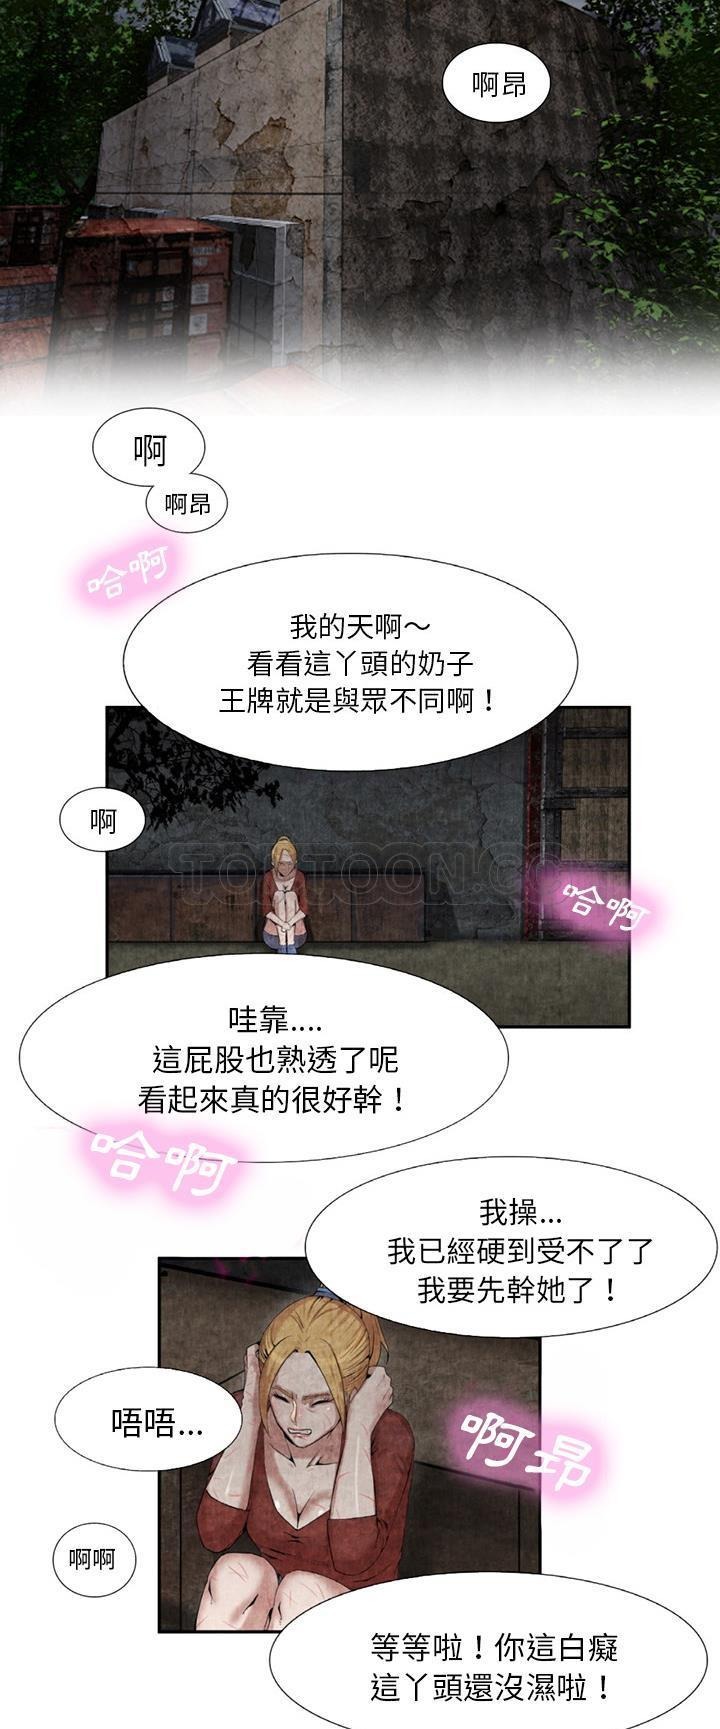 啊昂
啊
啊昂
哈啊
我的天啊～
看看這丫頭的奶子
王牌就是與眾不同啊！
啊
TOPTOON.COM
哈啊
哇靠....
這屁股也熟透了呢
看起來真的很好幹！
哈啊
我操...
我已經硬到受不了了
我要先幹她了！
唔唔...
啊昂
啊啊
等等啦！你這白癡
這丫頭還沒濕啦！